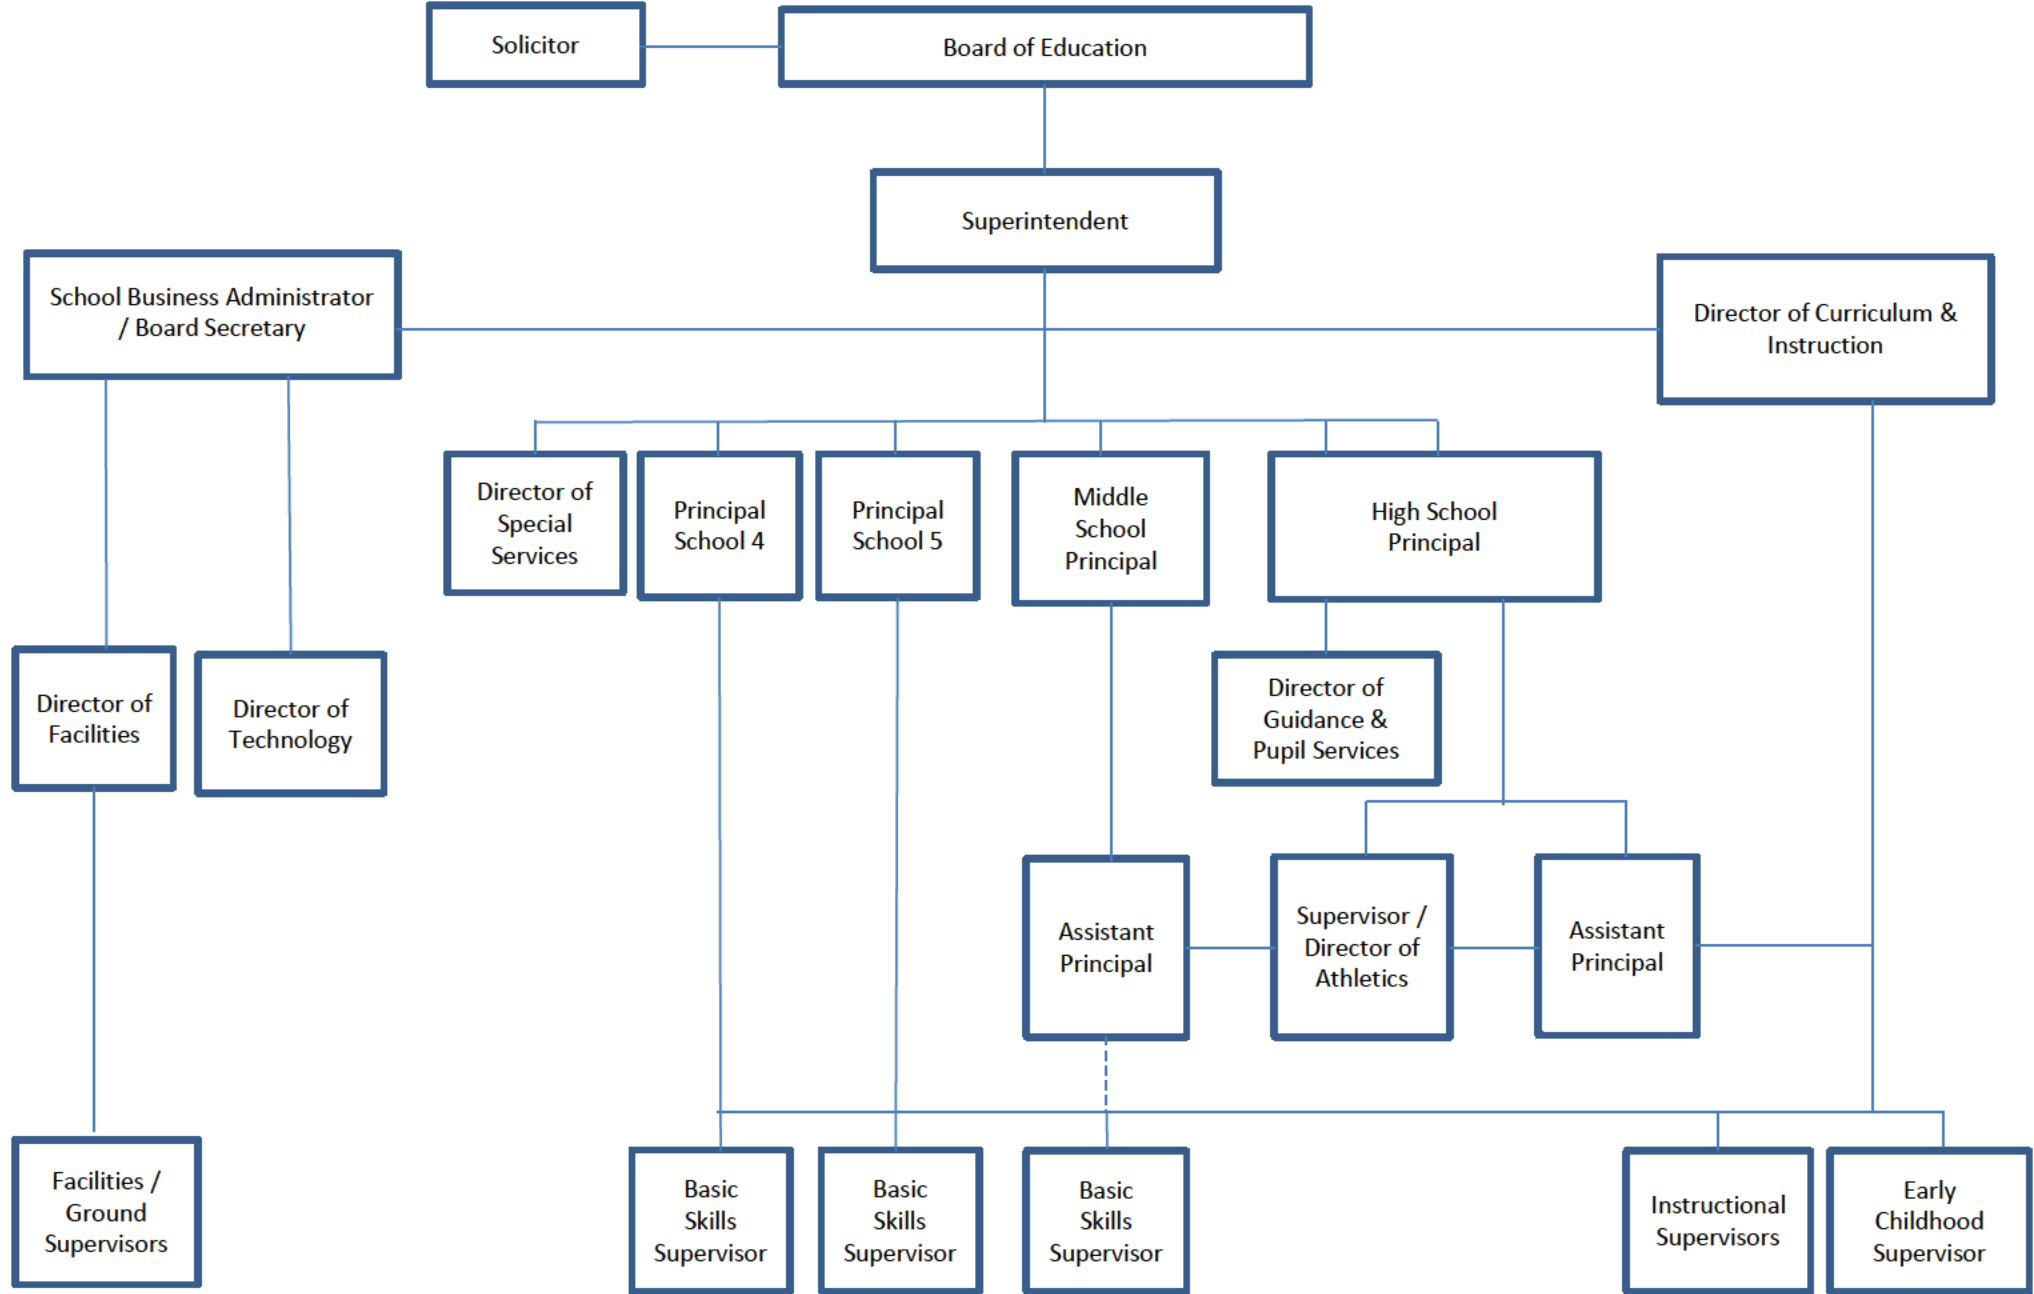 Solicitor
Board of Education
Superintendent
School Business Administrator
/ Board Secretary
Director of Curriculum &
Instruction
Director of
Special
Services
Principal
School 4
Principal
School 5
Middle
School
Principal
High School
Principal
Director of
Facilities
Director of
Technology
Director of
Guidance &
Pupil Services
Assistant
Principal
Supervisor /
Director of
Athletics
Assistant
Principal
Facilities /
Ground
Supervisors
Basic
Skills
Supervisor
Basic
Skills
Supervisor
Basic
Skills
Supervisor
Instructional
Supervisors
Early
Childhood
Supervisor